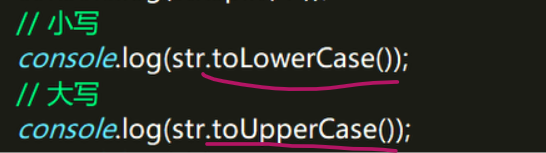 // 小写
console.log(str.toLowerCase());
// 大写
console.log(str.toUpperCase());